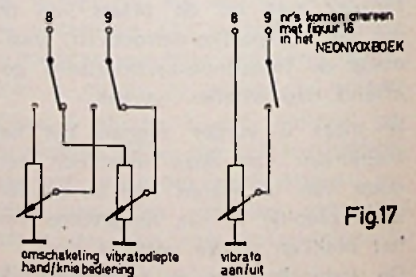 8 9 8 9 nr's komen overeen
met figuur 16
in het
NEONVOXBOEK
Fig.17
omschakeling vibratodiepte
hand/knie bediening
vibrato
aan/uit